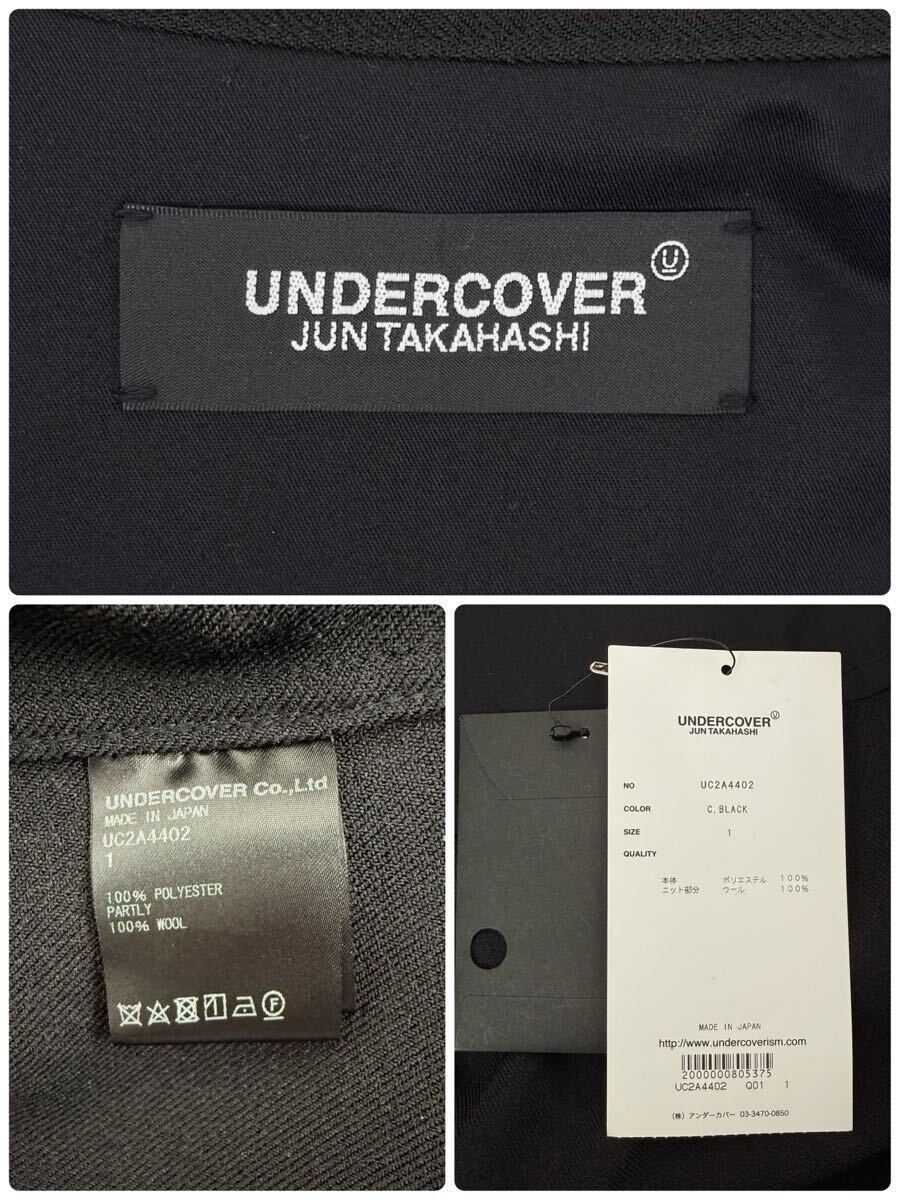 UNDERCOVER
JUN TAKAHASHI
UNDERCOVER Co.,Ltd
MADE IN JAPAN
UC2A4402
1
100% POLYESTER
PARTLY
100% WOOL
F
UNDERCOVER
JUN TAKAHASHI
NO UC2A4402
COLOR C.BLACK
SIZE 1
QUALITY
本体 ポリエステル 100%
ニット部分 ウール 100%
MADE IN JAPAN
http://www.undercoverism.com
2000000805375
UC2A4402 Q01 1
(株) アンダーカバー 03-3470-0850